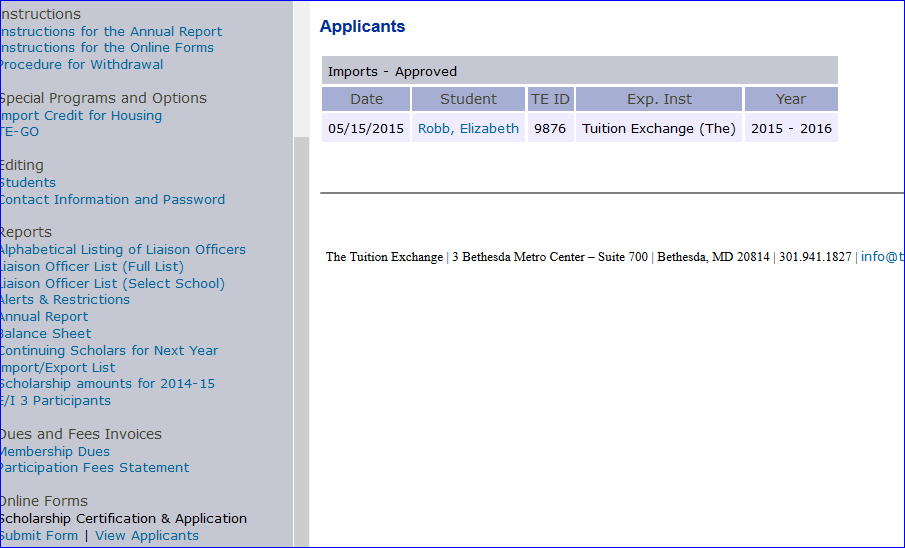 Instructions
Instructions for the Annual Report
Instructions for the Online Forms
Procedure for Withdrawal
Special Programs and Options
Import Credit for Housing
TE-GO
Editing
Students
Contact Information and Password
Reports
Alphabetical Listing of Liaison Officers
Liaison Officer List (Full List)
Liaison Officer List (Select School)
Alerts & Restrictions
Annual Report
Balance Sheet
Continuing Scholars for Next Year
Import/Export List
Scholarship amounts for 2014-15
E/I 3 Participants
Dues and Fees Invoices
Membership Dues
Participation Fees Statement
Online Forms
Scholarship Certification & Application
Submit Form | View Applicants
Applicants
Imports - Approved
Date Student TE ID Exp. Inst Year
05/15/2015 Robb, Elizabeth 9876 Tuition Exchange (The) 2015 - 2016
The Tuition Exchange | 3 Bethesda Metro Center – Suite 700 | Bethesda, MD 20814 | 301.941.1827 | info@t